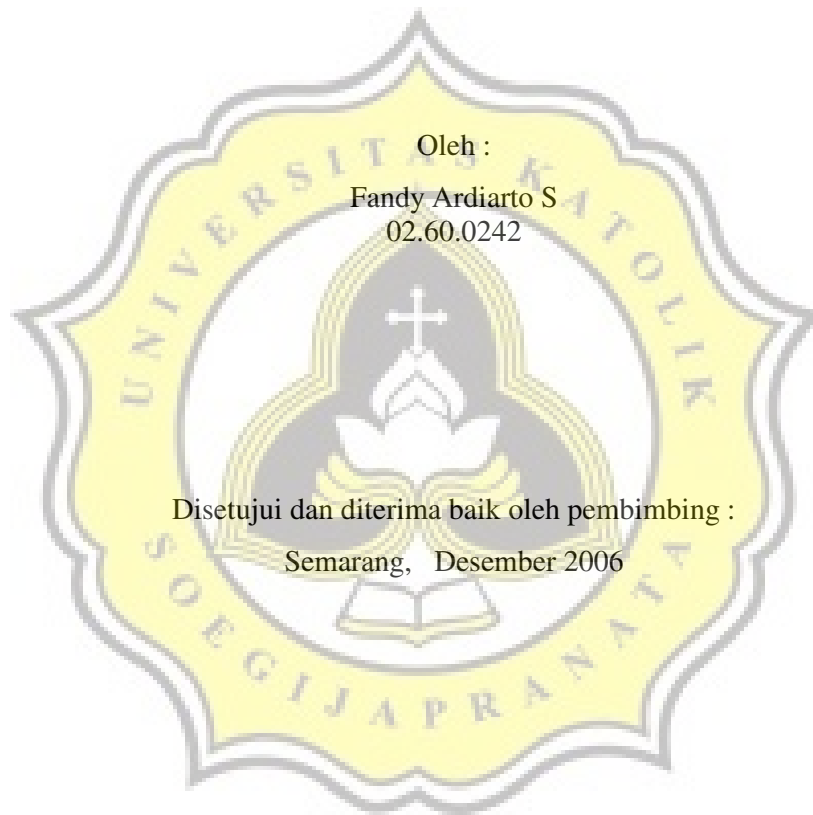 Oleh :
Fandy Ardiarto S
02.60.0242
UNIVERSITAS KATOLIK
Disetujui dan diterima baik oleh pembimbing :
Semarang, Desember 2006
SOEGIJAPRANATA